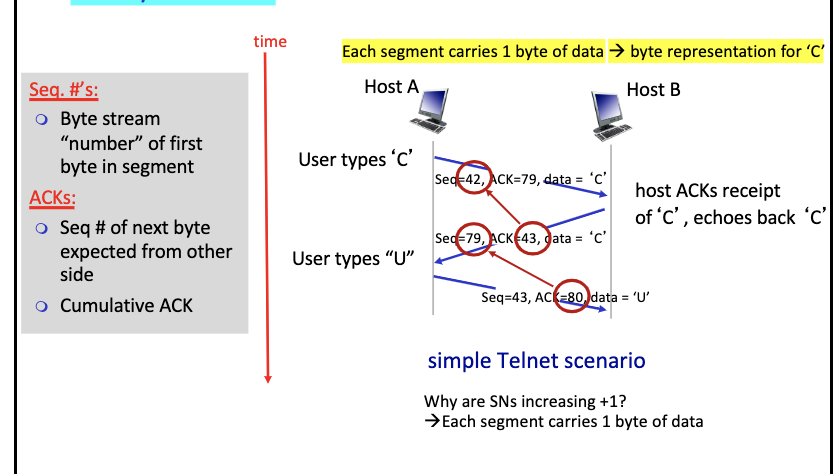 time
Each segment carries 1 byte of data → byte representation for ‘C’
Seq. #’s:
Byte stream
“number” of first
byte in segment
ACKs:
Seq # of next byte
expected from other
side
Cumulative ACK
Host A
Host B
User types ‘C’
Seq=42, ACK=79, data = ‘C’
host ACKs receipt
of ‘C’, echoes back ‘C’
Seq=79, ACK=43, data = ‘C’
User types “U”
Seq=43, ACK=80, data = ‘U’
simple Telnet scenario
Why are SNs increasing +1?
→Each segment carries 1 byte of data